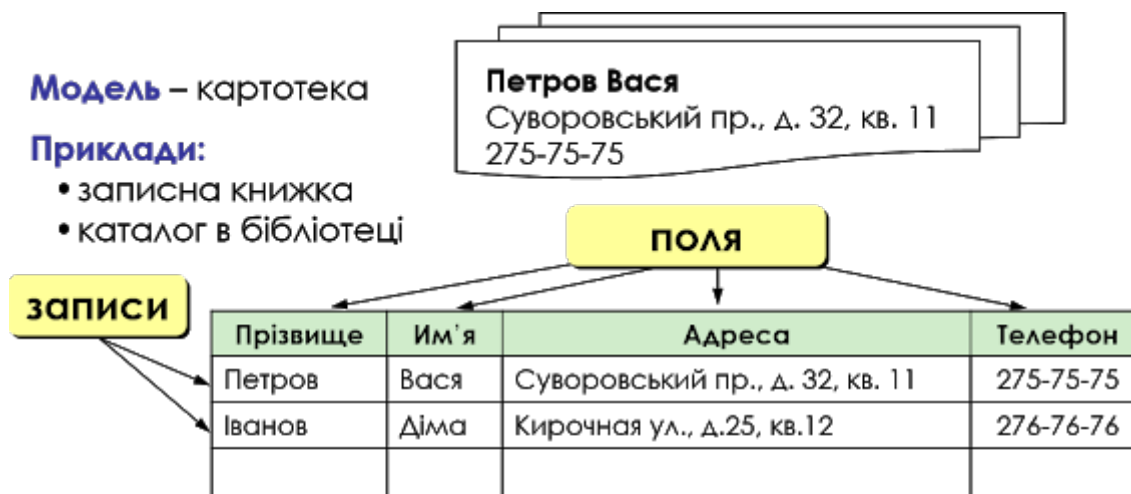 Модель – картотека
Приклади:
• записна книжка
• каталог в бібліотеці
Петров Вася
Суворовський пр., д. 32, кв. 11
275-75-75
поля
записи
Прізвище Им'я Адреса Телефон
Петров Вася Суворовський пр., д. 32, кв. 11 275-75-75
Іванов Діма Кирочная ул., д.25, кв.12 276-76-76